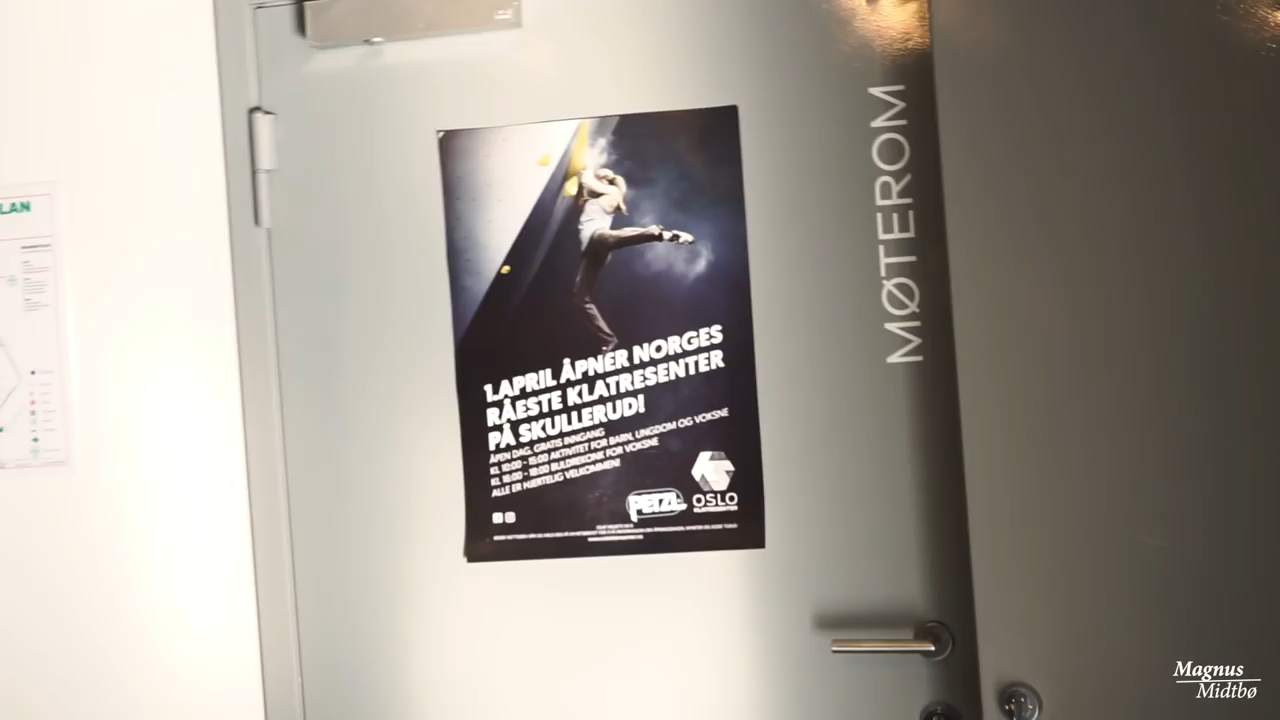 LAN
MØTEROM
1.APRIL ÅPNER NORGES
RÅESTE KLATRESENTER
PÅ SKULLERUD!
ÅPEN DAG. GRATIS INNGANG
KL 10:00 - 15:00 AKTIVITET FOR BARN, UNGDOM OG VOKSNE
KL 16:00 - 18:00 BULDREKONK FOR VOKSNE
ALLE ER HJERTELIG VELKOMMEN!
PETZL
OSLO
KLATRESENTER
Magnus
Midtbø